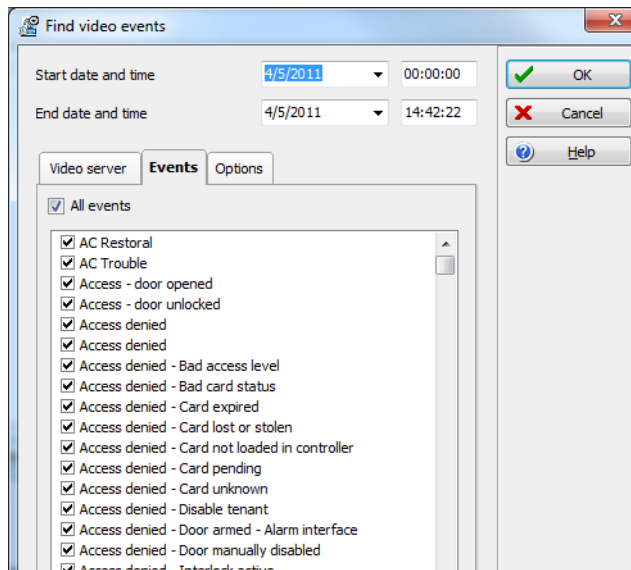 Find video events
Start date and time 4/5/2011 00:00:00 OK
End date and time 4/5/2011 14:42:22 Cancel
Help
Video server Events Options
All events
AC Restoral
AC Trouble
Access - door opened
Access - door unlocked
Access denied
Access denied
Access denied - Bad access level
Access denied - Bad card status
Access denied - Card expired
Access denied - Card lost or stolen
Access denied - Card not loaded in controller
Access denied - Card pending
Access denied - Card unknown
Access denied - Disable tenant
Access denied - Door armed - Alarm interface
Access denied - Door manually disabled
Access denied - Interlock active